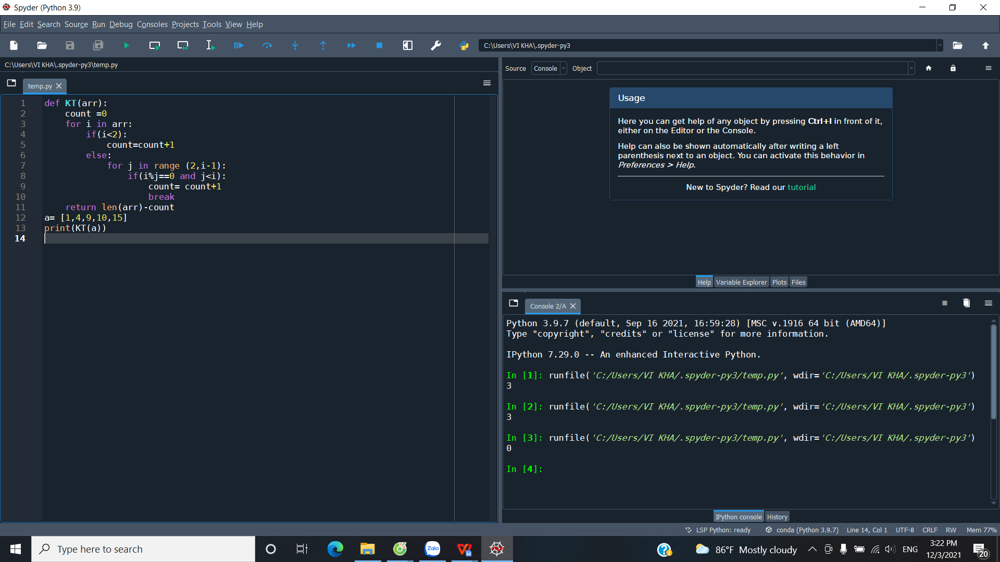 Spyder (Python 3.9)
File Edit Search Source Run Debug Consoles Projects Tools View Help
C:\Users\VI KHA\.spyder-py3
C:\Users\VI KHA\.spyder-py3\temp.py
temp.py
1 def KT(arr):
2     count =0
3     for i in arr:
4         if(i<2):
5             count=count+1
6         else:
7             for j in range (2,i-1):
8                 if(i%j==0 and j<i):
9                     count= count+1
10                     break
11     return len(arr)-count
12 a= [1,4,9,10,15]
13 print(KT(a))
14
Source Console Object
Usage
Here you can get help of any object by pressing Ctrl+I in front of it,
either on the Editor or the Console.
Help can also be shown automatically after writing a left
parenthesis next to an object. You can activate this behavior in
Preferences > Help.
New to Spyder? Read our tutorial
Help Variable Explorer Plots Files
Console 2/A
Python 3.9.7 (default, Sep 16 2021, 16:59:28) [MSC v.1916 64 bit (AMD64)]
Type "copyright", "credits" or "license" for more information.
IPython 7.29.0 -- An enhanced Interactive Python.
In [1]: runfile('C:/Users/VI KHA/.spyder-py3/temp.py', wdir='C:/Users/VI KHA/.spyder-py3')
3
In [2]: runfile('C:/Users/VI KHA/.spyder-py3/temp.py', wdir='C:/Users/VI KHA/.spyder-py3')
3
In [3]: runfile('C:/Users/VI KHA/.spyder-py3/temp.py', wdir='C:/Users/VI KHA/.spyder-py3')
0
In [4]:
IPython console History
LSP Python: ready conda (Python 3.9.7) Line 14, Col 1 UTF-8 CRLF RW Mem 77%
Type here to search
Zalo
86°F Mostly cloudy
ENG
3:22 PM
12/3/2021
20